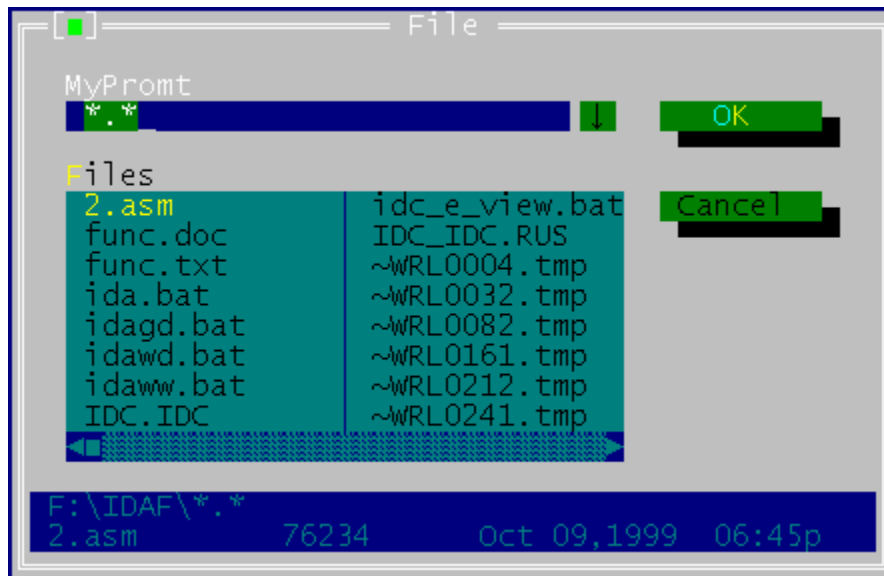 File
MyPromt
*.*
OK
Files
2.asm idc_e_view.bat
Cancel
func.doc IDC_IDC.RUS
func.txt ~WRL0004.tmp
ida.bat ~WRL0032.tmp
idagd.bat ~WRL0082.tmp
idawd.bat ~WRL0161.tmp
idaww.bat ~WRL0212.tmp
IDC.IDC ~WRL0241.tmp
F:\IDAF\*.*
2.asm 76234 Oct 09,1999 06:45p